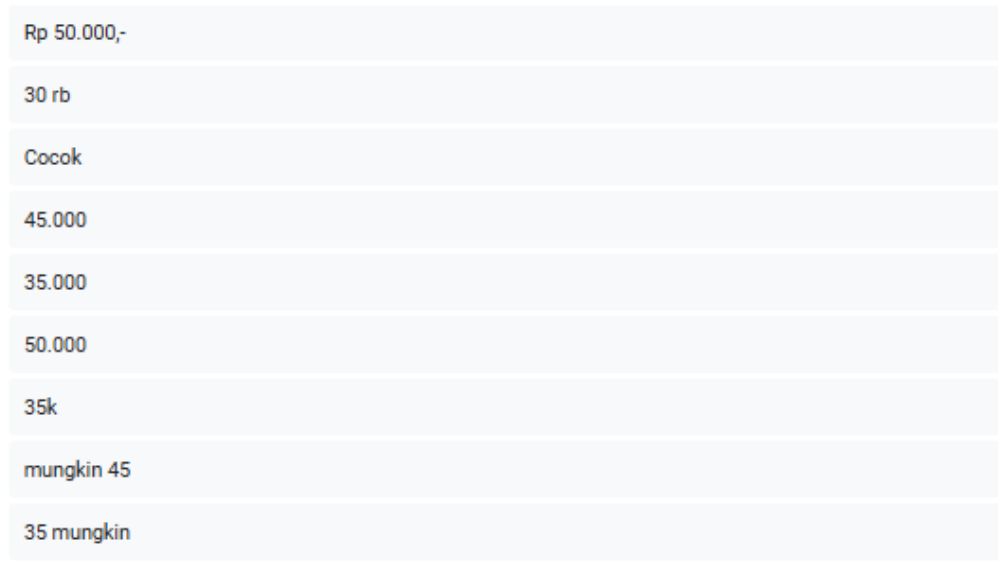 Rp 50.000,-
30 rb
Cocok
45.000
35.000
50.000
35k
mungkin 45
35 mungkin